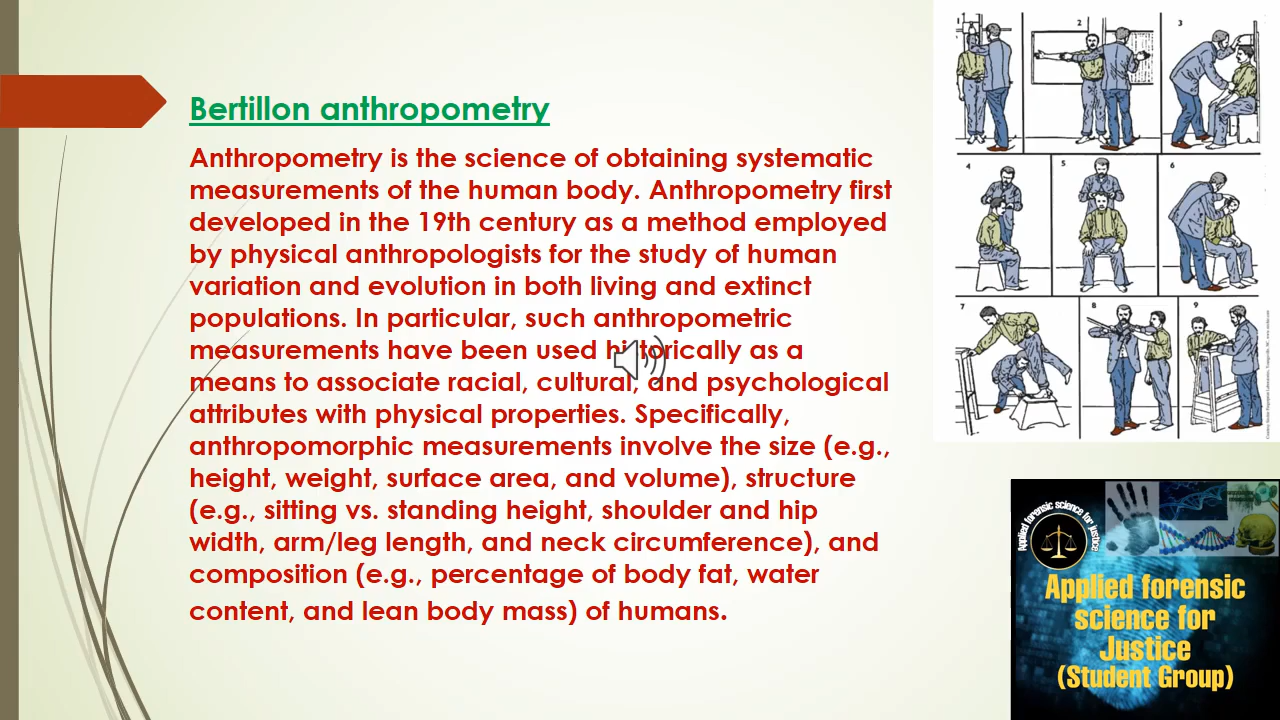 Bertillon anthropometry
Anthropometry is the science of obtaining systematic
measurements of the human body. Anthropometry first
developed in the 19th century as a method employed
by physical anthropologists for the study of human
variation and evolution in both living and extinct
populations. In particular, such anthropometric
measurements have been used historically as a
means to associate racial, cultural, and psychological
attributes with physical properties. Specifically,
anthropomorphic measurements involve the size (e.g.,
height, weight, surface area, and volume), structure
(e.g., sitting vs. standing height, shoulder and hip
width, arm/leg length, and neck circumference), and
composition (e.g., percentage of body fat, water
content, and lean body mass) of humans.
1
2
3
4
5
6
7
8
9
Applied forensic science for justice
Applied forensic
science for
Justice
(Student Group)